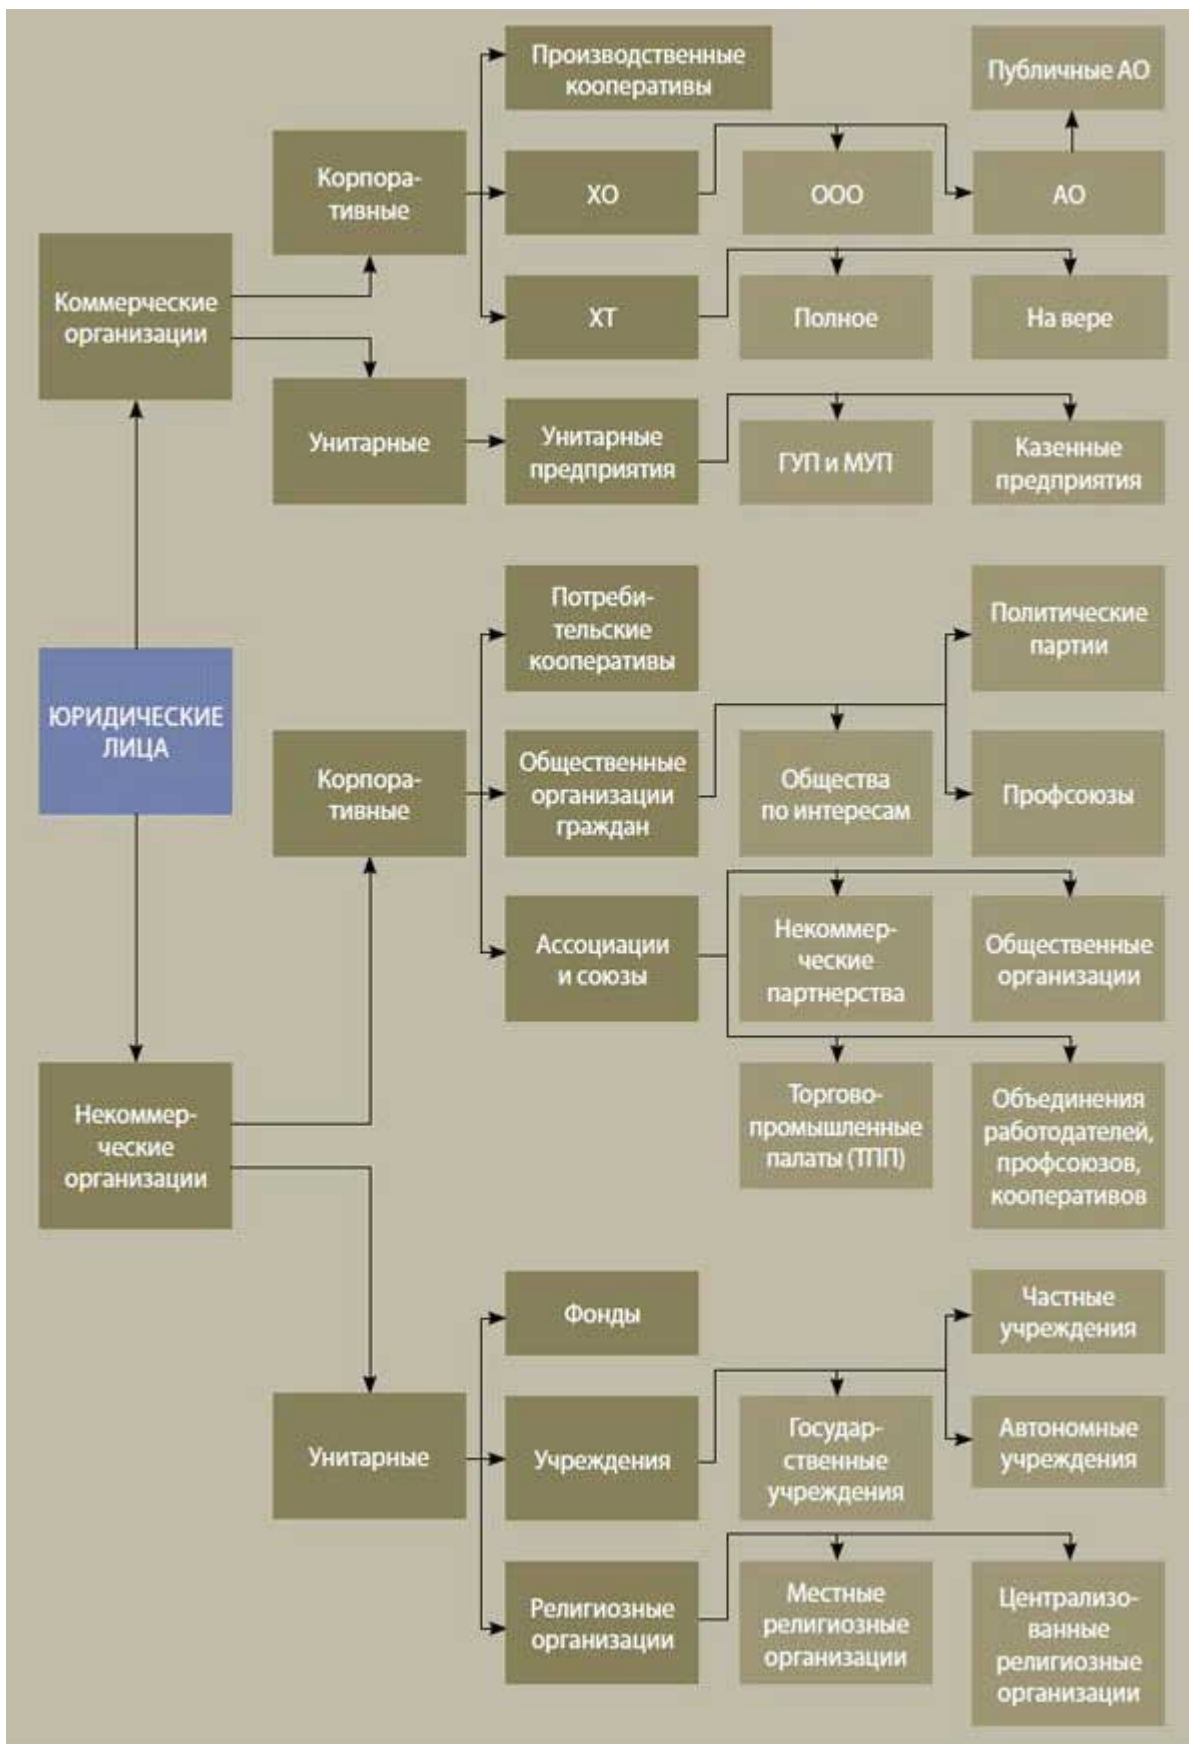 Производственные
кооперативы
Публичные АО
Корпора-
тивные
ХО
ООО
АО
Коммерческие
организации
ХТ
Полное
На вере
Унитарные
Унитарные
предприятия
ГУП и МУП
Казенные
предприятия
ЮРИДИЧЕСКИЕ
ЛИЦА
Потреби-
тельские
кооперативы
Политические
партии
Корпора-
тивные
Общественные
организации
граждан
Общества
по интересам
Профсоюзы
Ассоциации
и союзы
Некоммер-
ческие
партнерства
Общественные
организации
Некоммер-
ческие
организации
Торгово-
промышленные
палаты (ТПП)
Объединения
работодателей,
профсоюзов,
кооперативов
Фонды
Частные
учреждения
Унитарные
Учреждения
Государ-
ственные
учреждения
Автономные
учреждения
Религиозные
организации
Местные
религиозные
организации
Централизо-
ванные
религиозные
организации